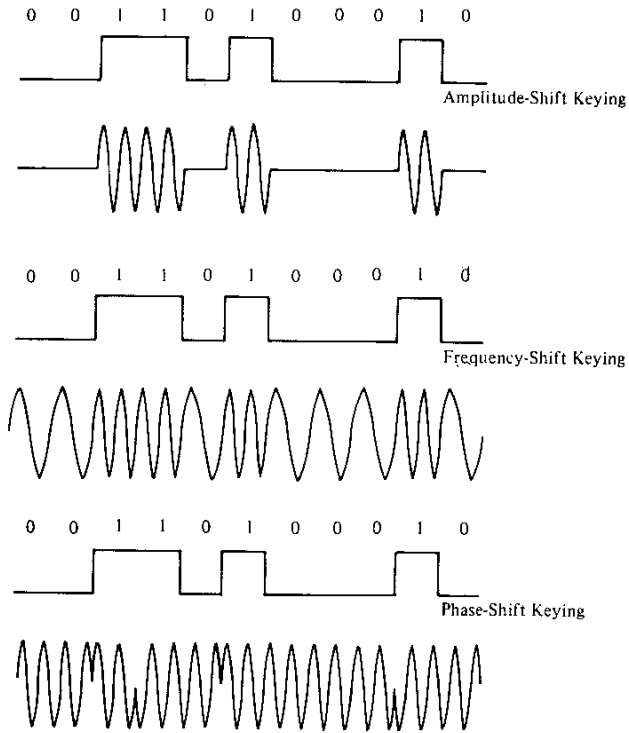 0 0 1 1 0 1 0 0 0 1 0
Amplitude-Shift Keying
0 0 1 1 0 1 0 0 0 1 0
Frequency-Shift Keying
0 0 1 1 0 1 0 0 0 1 0
Phase-Shift Keying